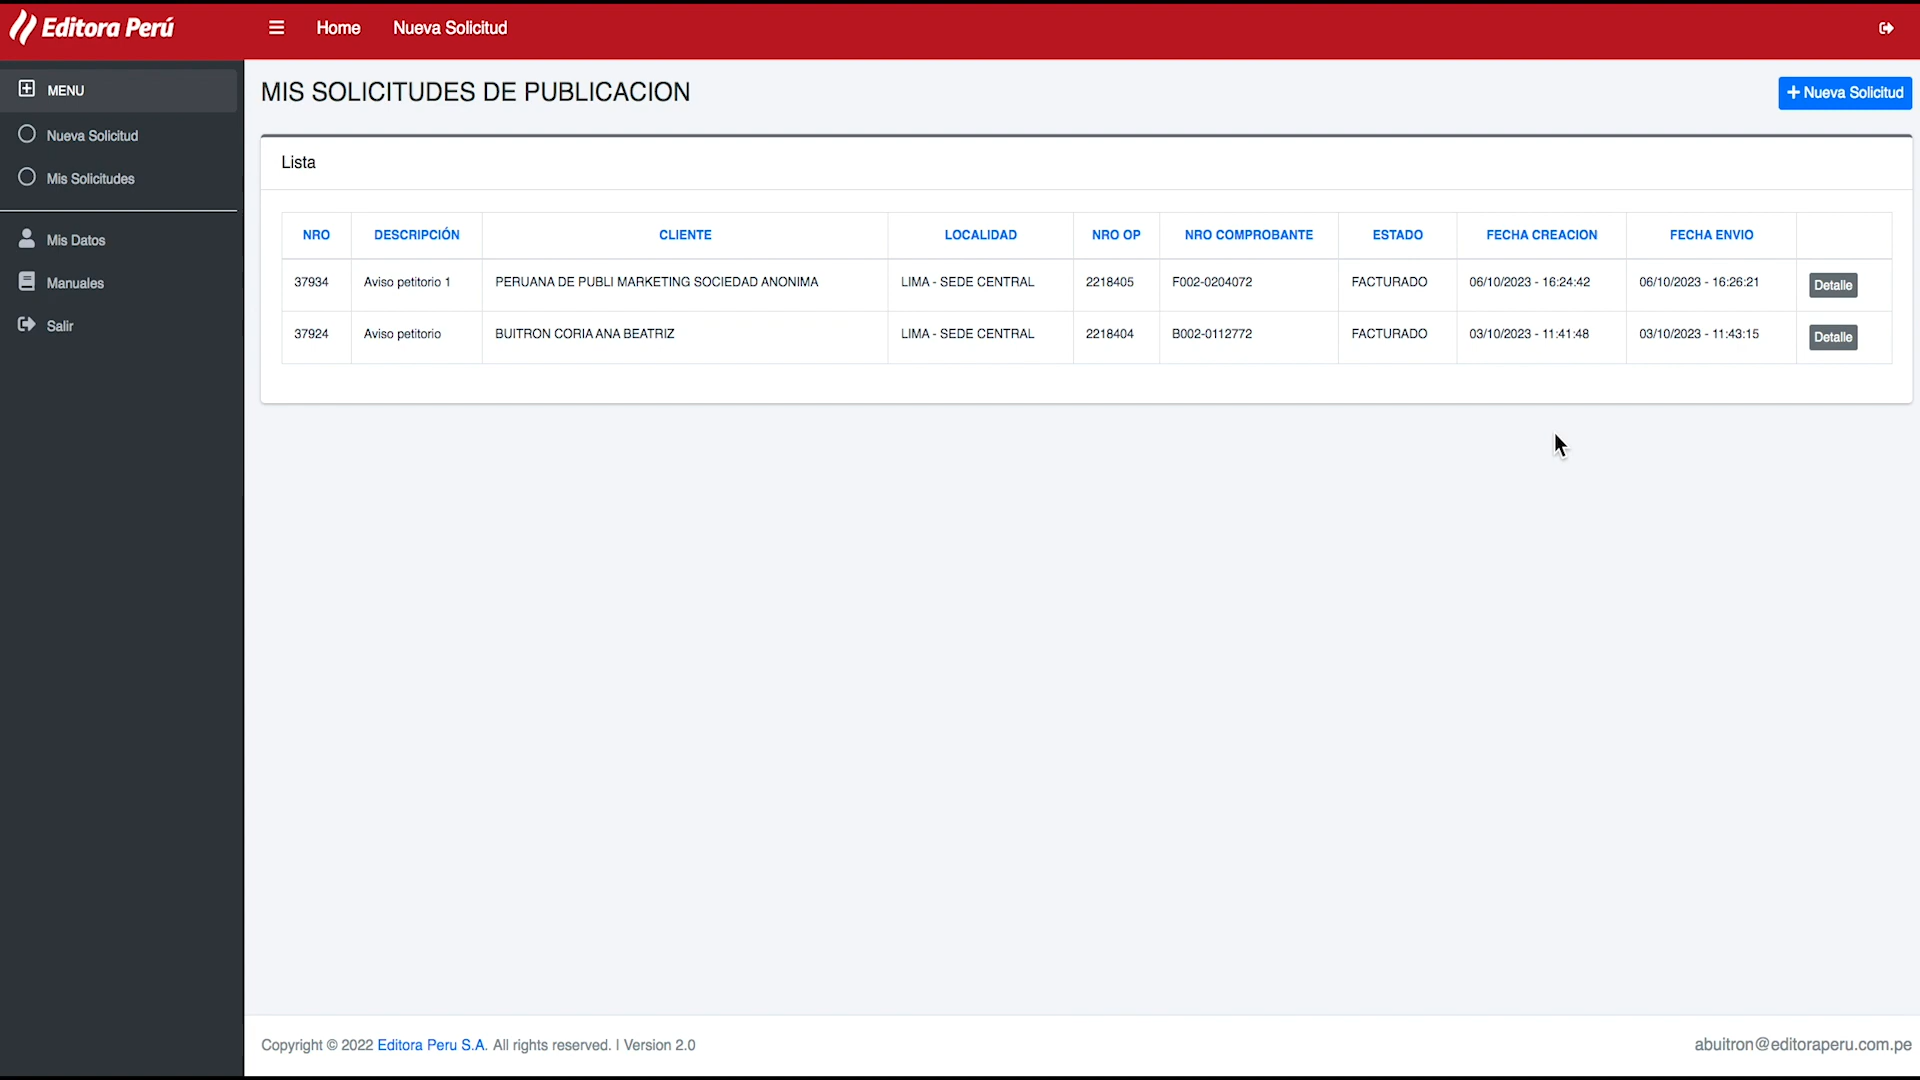 Editora Perú
Home
Nueva Solicitud
MENU
Nueva Solicitud
Mis Solicitudes
Mis Datos
Manuales
Salir
MIS SOLICITUDES DE PUBLICACION
Nueva Solicitud
Lista
NRO DESCRIPCIÓN CLIENTE LOCALIDAD NRO OP NRO COMPROBANTE ESTADO FECHA CREACION FECHA ENVIO
37934 Aviso petitorio 1 PERUANA DE PUBLI MARKETING SOCIEDAD ANONIMA LIMA - SEDE CENTRAL 2218405 F002-0204072 FACTURADO 06/10/2023 - 16:24:42 06/10/2023 - 16:26:21 Detalle
37924 Aviso petitorio BUITRON CORIA ANA BEATRIZ LIMA - SEDE CENTRAL 2218404 B002-0112772 FACTURADO 03/10/2023 - 11:41:48 03/10/2023 - 11:43:15 Detalle
Copyright © 2022 Editora Peru S.A. All rights reserved. | Version 2.0
abuitron@editoraperu.com.pe